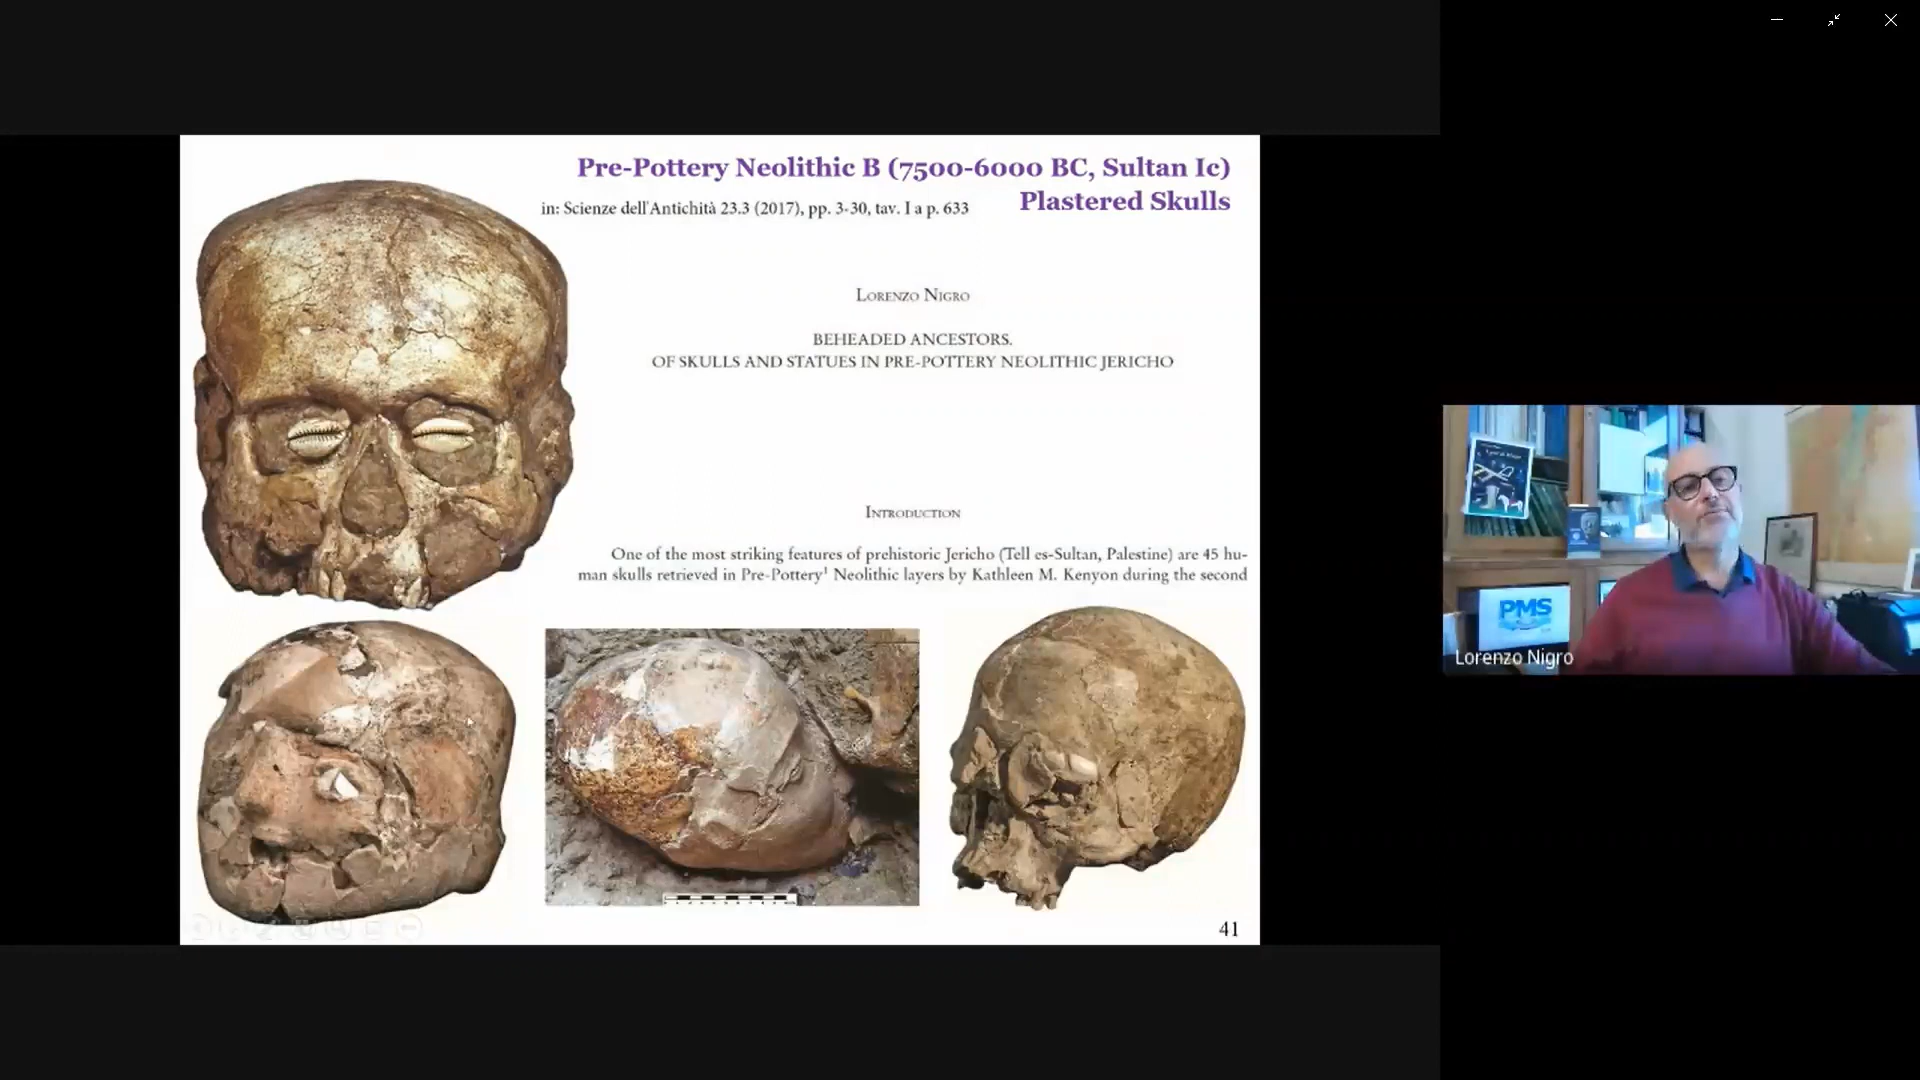 Pre-Pottery Neolithic B (7500-6000 BC, Sultan Ic)
Plastered Skulls
in: Scienze dell'Antichità 23.3 (2017), pp. 3-30, tav. I a p. 633
Lorenzo Nigro
BEHEADED ANCESTORS.
OF SKULLS AND STATUES IN PRE-POTTERY NEOLITHIC JERICHO
Introduction
One of the most striking features of prehistoric Jericho (Tell es-Sultan, Palestine) are 45 hu-
man skulls retrieved in Pre-Pottery¹ Neolithic layers by Kathleen M. Kenyon during the second
41
PMS
Lorenzo Nigro